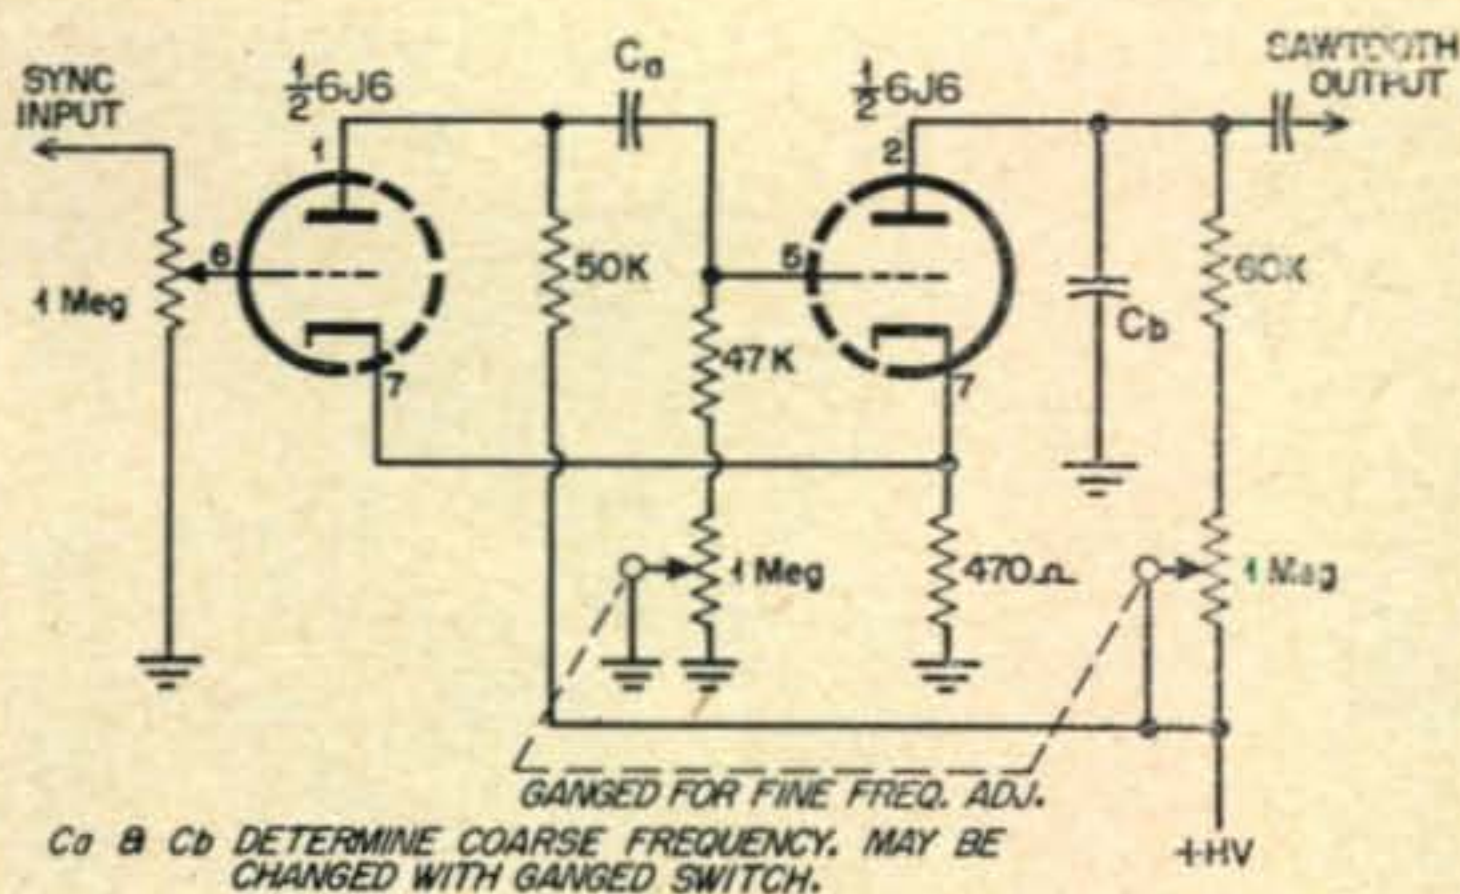 SYNC
INPUT
½6J6
Ca
½6J6
SAWTOOTH
OUTPUT
1
2
6
5
1 Meg
50K
47K
60K
Cb
7
7
1 Meg
470Ω
1 Meg
GANGED FOR FINE FREQ. ADJ.
Ca & Cb DETERMINE COARSE FREQUENCY. MAY BE
CHANGED WITH GANGED SWITCH.
+HV